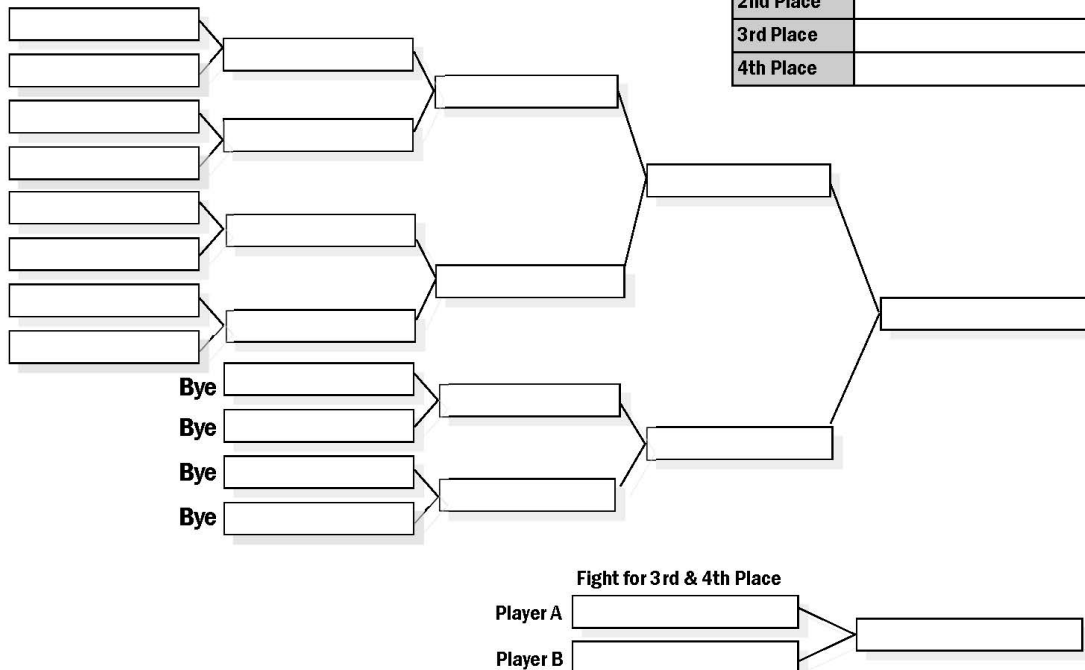 2nd Place
3rd Place
4th Place
Bye
Bye
Bye
Bye
Fight for 3rd & 4th Place
Player A
Player B